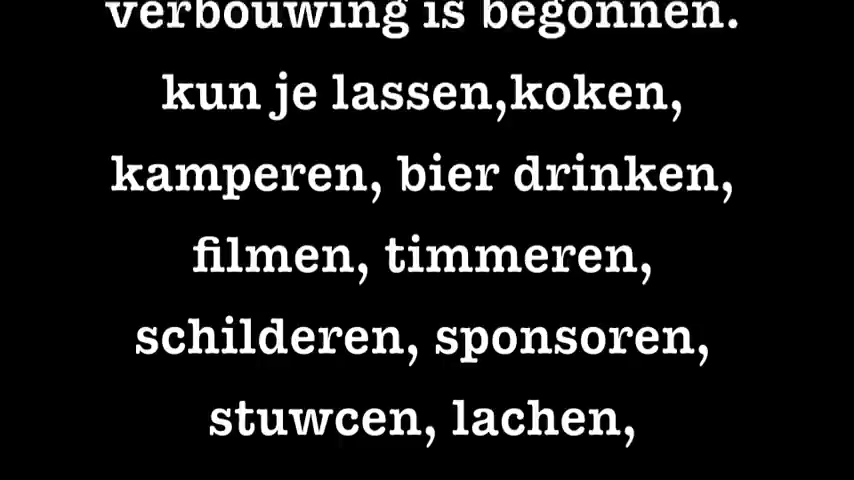 verbouwing is begonnen.
kun je lassen,koken,
kamperen, bier drinken,
filmen, timmeren,
schilderen, sponsoren,
stuwcen, lachen,